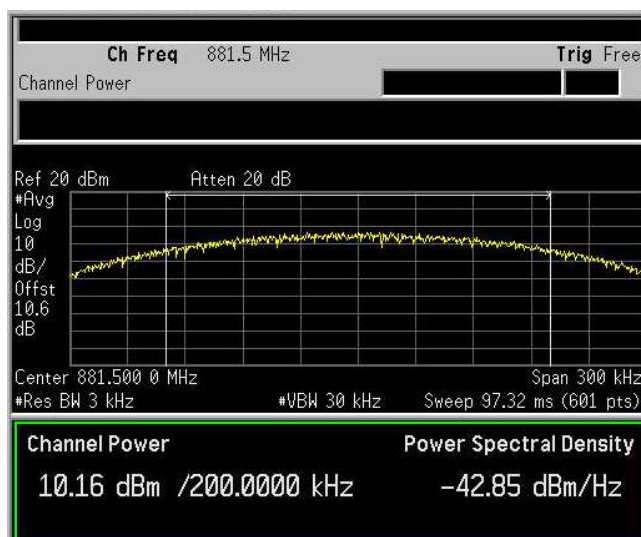 Ch Freq 881.5 MHz Trig Free
Channel Power
Ref 20 dBm Atten 20 dB
#Avg
Log
10
dB/
Offst
10.6
dB
Center 881.500 0 MHz Span 300 kHz
#Res BW 3 kHz #VBW 30 kHz Sweep 97.32 ms (601 pts)
Channel Power Power Spectral Density
10.16 dBm /200.0000 kHz -42.85 dBm/Hz